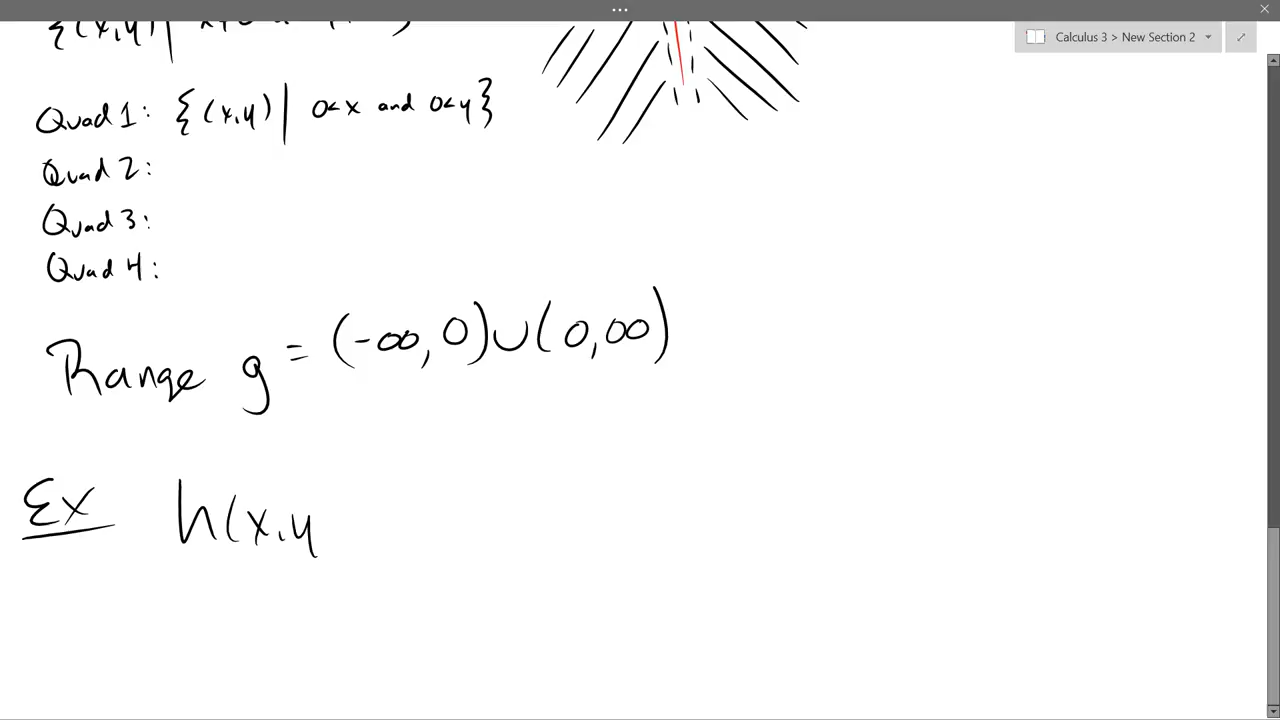 Calculus 3 > New Section 2
{(x,y)|
Quad 1: {(x,y) | 0<x and 0<y}
Quad 2:
Quad 3:
Quad 4:
Range g = (-∞, 0)∪(0,∞)
Ex h(x,y